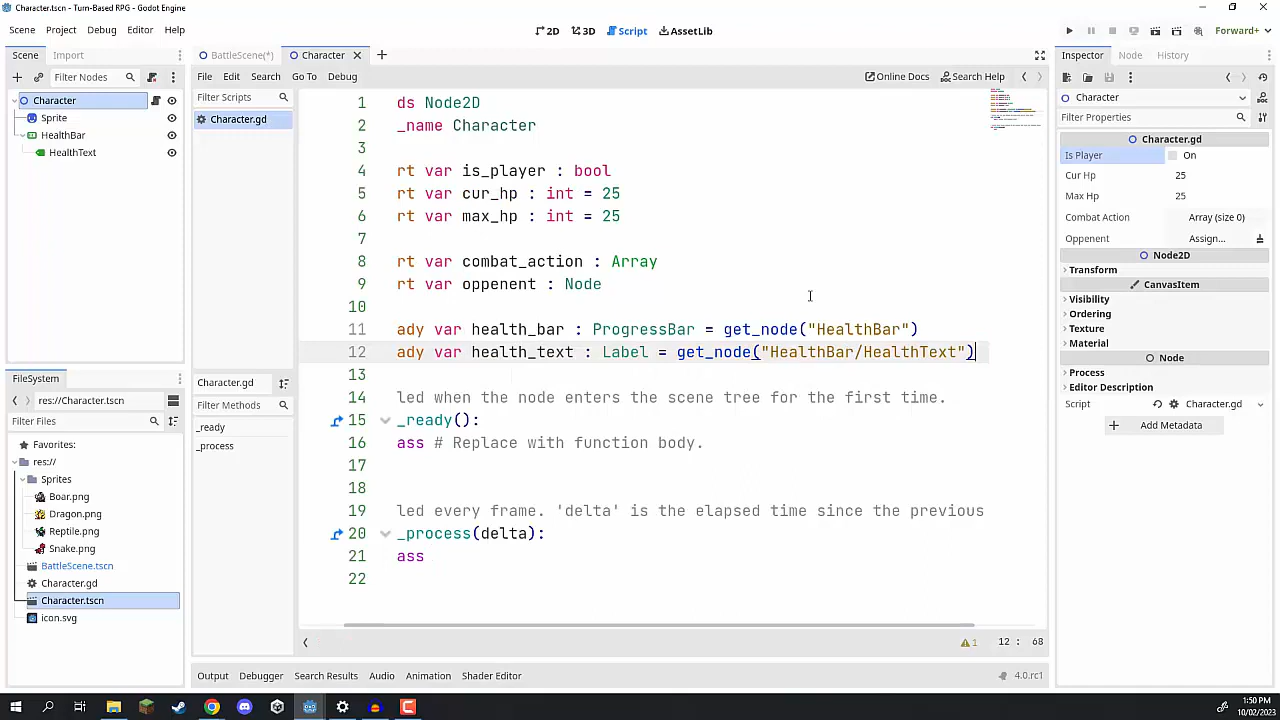 Character.tscn - Turn-Based RPG - Godot Engine
Scene Project Debug Editor Help
2D 3D Script AssetLib
Forward+
Scene Import
Filter Nodes
Character
Sprite
HealthBar
HealthText
FileSystem
res://Character.tscn
Filter Files
Favorites:
res://
Sprites
Boar.png
Dragon.png
Reptile.png
Snake.png
BattleScene.tscn
Character.gd
Character.tscn
icon.svg
BattleScene(*) Character
File Edit Search Go To Debug
Online Docs Search Help
Filter Scripts
Character.gd
Character.gd
Filter Methods
_ready
_process
1 ds Node2D
2 _name Character
3
4 rt var is_player : bool
5 rt var cur_hp : int = 25
6 rt var max_hp : int = 25
7
8 rt var combat_action : Array
9 rt var oppenent : Node
10
11 ady var health_bar : ProgressBar = get_node("HealthBar")
12 ady var health_text : Label = get_node("HealthBar/HealthText")
13
14 led when the node enters the scene tree for the first time.
15 _ready():
16 ass # Replace with function body.
17
18
19 led every frame. 'delta' is the elapsed time since the previous
20 _process(delta):
21 ass
22
1 12 : 68
Output Debugger Search Results Audio Animation Shader Editor
4.0.rc1
Inspector Node History
Character
Filter Properties
Character.gd
Is Player On
Cur Hp 25
Max Hp 25
Combat Action Array (size 0)
Oppenent Assign...
Node2D
Transform
CanvasItem
Visibility
Ordering
Texture
Material
Node
Process
Editor Description
Script Character.gd
Add Metadata
1:50 PM
10/02/2023